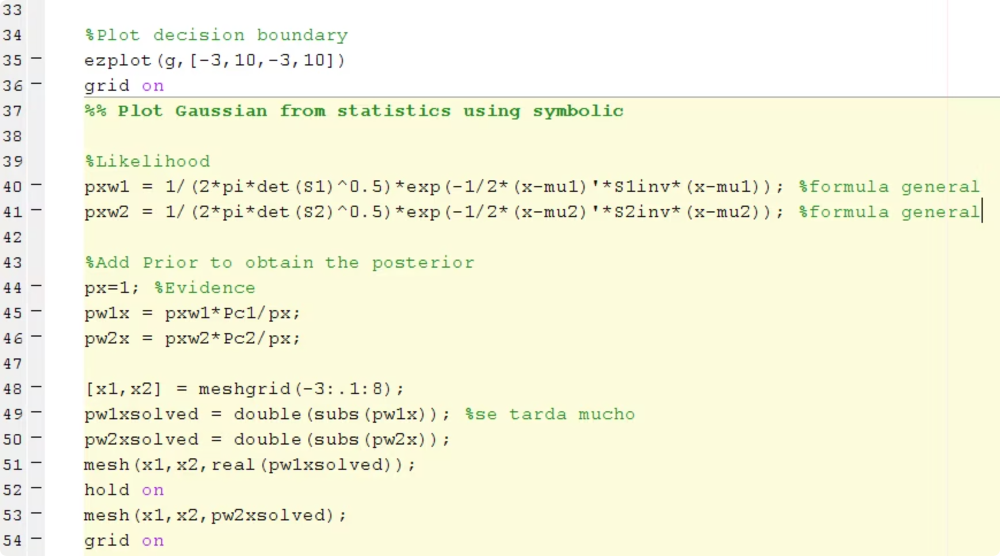 33
34 %Plot decision boundary
35 − ezplot(g,[-3,10,-3,10])
36 − grid on
37 %% Plot Gaussian from statistics using symbolic
38
39 %Likelihood
40 − pxw1 = 1/(2*pi*det(S1)^0.5)*exp(-1/2*(x-mu1)'*S1inv*(x-mu1)); %formula general
41 − pxw2 = 1/(2*pi*det(S2)^0.5)*exp(-1/2*(x-mu2)'*S2inv*(x-mu2)); %formula general
42
43 %Add Prior to obtain the posterior
44 − px=1; %Evidence
45 − pw1x = pxw1*Pc1/px;
46 − pw2x = pxw2*Pc2/px;
47
48 − [x1,x2] = meshgrid(-3:.1:8);
49 − pw1xsolved = double(subs(pw1x)); %se tarda mucho
50 − pw2xsolved = double(subs(pw2x));
51 − mesh(x1,x2,real(pw1xsolved));
52 − hold on
53 − mesh(x1,x2,pw2xsolved);
54 − grid on